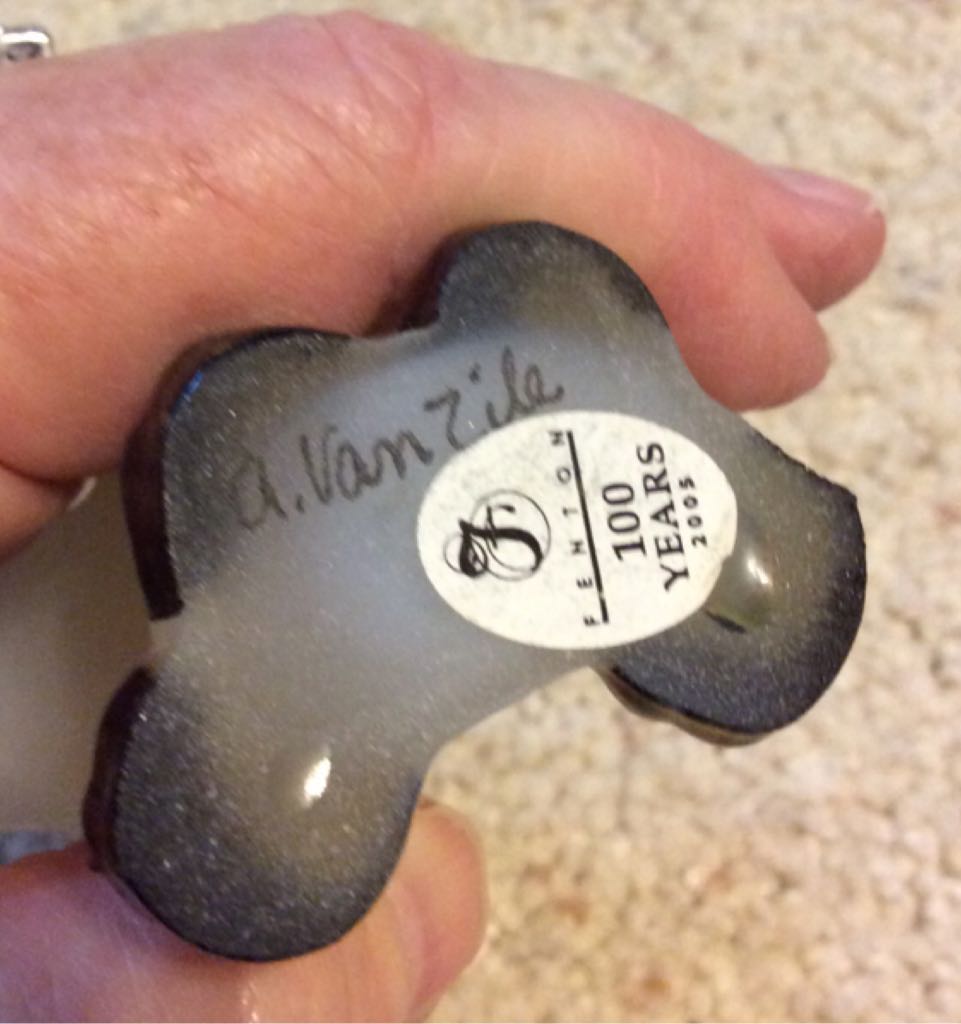 a. Van Zile
F
FENTON
100
YEARS
2005